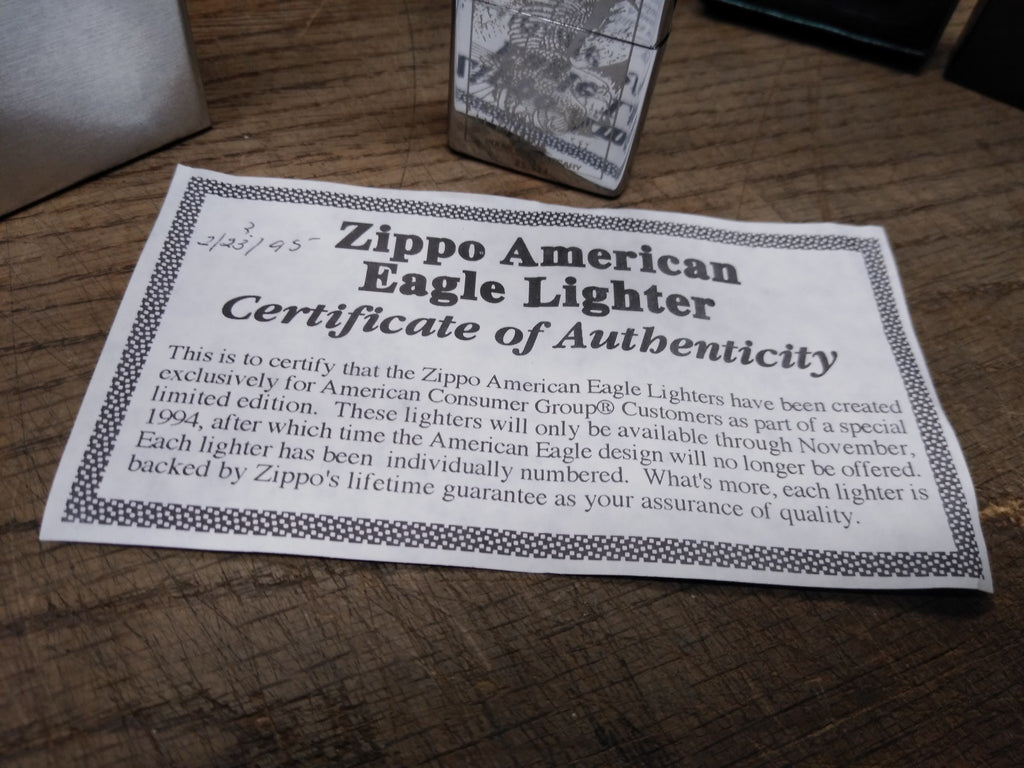 3
2/23/95
Zippo American
Eagle Lighter
Certificate of Authenticity
This is to certify that the Zippo American Eagle Lighters have been created
exclusively for American Consumer Group® Customers as part of a special
limited edition. These lighters will only be available through November,
1994, after which time the American Eagle design will no longer be offered.
Each lighter has been individually numbered. What's more, each lighter is
backed by Zippo's lifetime guarantee as your assurance of quality.